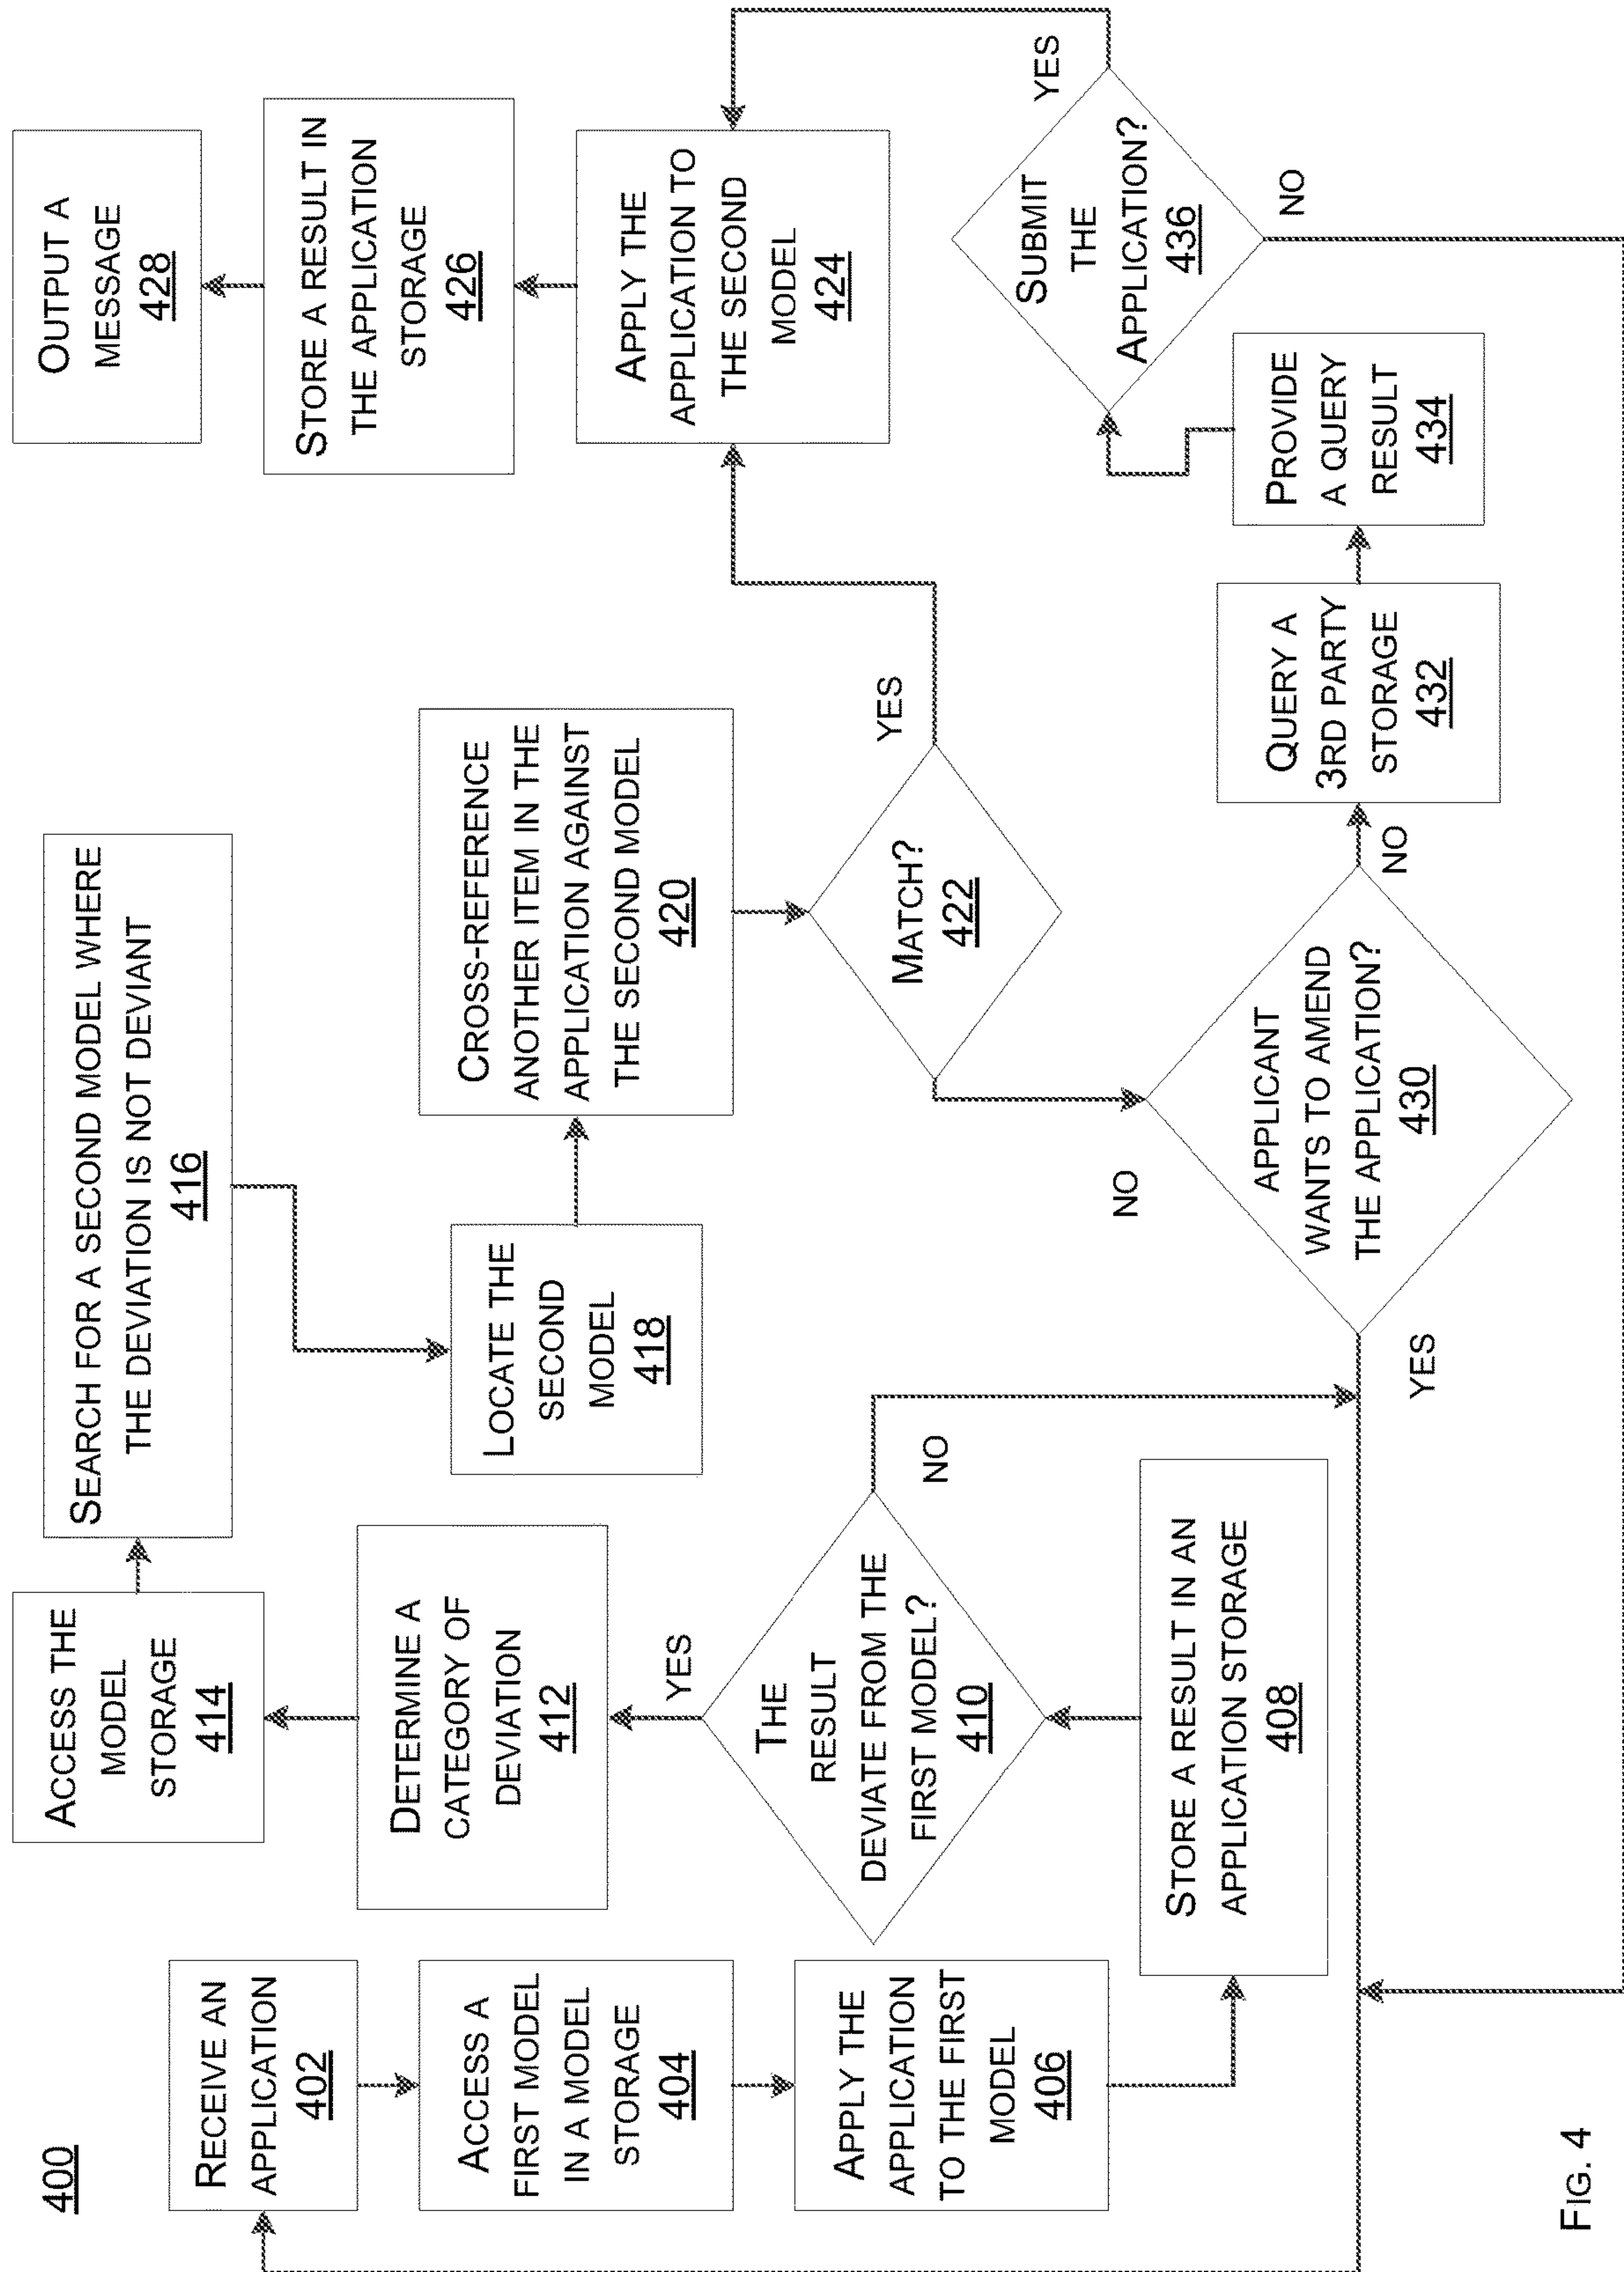 400
RECEIVE AN
APPLICATION
402
ACCESS A
FIRST MODEL
IN A MODEL
STORAGE
404
APPLY THE
APPLICATION
TO THE FIRST
MODEL
406
STORE A RESULT IN AN
APPLICATION STORAGE
408
THE
RESULT
DEVIATE FROM THE
FIRST MODEL?
410
YES
NO
DETERMINE A
CATEGORY OF
DEVIATION
412
ACCESS THE
MODEL
STORAGE
414
SEARCH FOR A SECOND MODEL WHERE
THE DEVIATION IS NOT DEVIANT
416
LOCATE THE
SECOND
MODEL
418
CROSS-REFERENCE
ANOTHER ITEM IN THE
APPLICATION AGAINST
THE SECOND MODEL
420
MATCH?
422
YES
NO
APPLY THE
APPLICATION TO
THE SECOND
MODEL
424
STORE A RESULT IN
THE APPLICATION
STORAGE
426
OUTPUT A
MESSAGE
428
APPLICANT
WANTS TO AMEND
THE APPLICATION?
430
YES
NO
QUERY A
3RD PARTY
STORAGE
432
PROVIDE
A QUERY
RESULT
434
SUBMIT
THE
APPLICATION?
436
YES
NO
FIG. 4